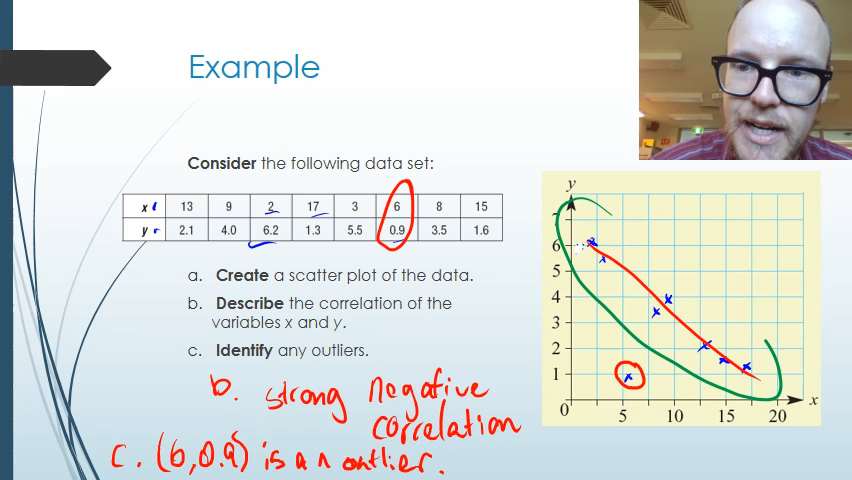 Example
Consider the following data set:
x 13 9 2 17 3 6 8 15
y 2.1 4.0 6.2 1.3 5.5 0.9 3.5 1.6
a. Create a scatter plot of the data.
b. Describe the correlation of the
variables x and y.
c. Identify any outliers.
b. strong negative
correlation
c. (6,0.9) is an outlier.
y
6
5
4
3
2
1
0 5 10 15 20 x